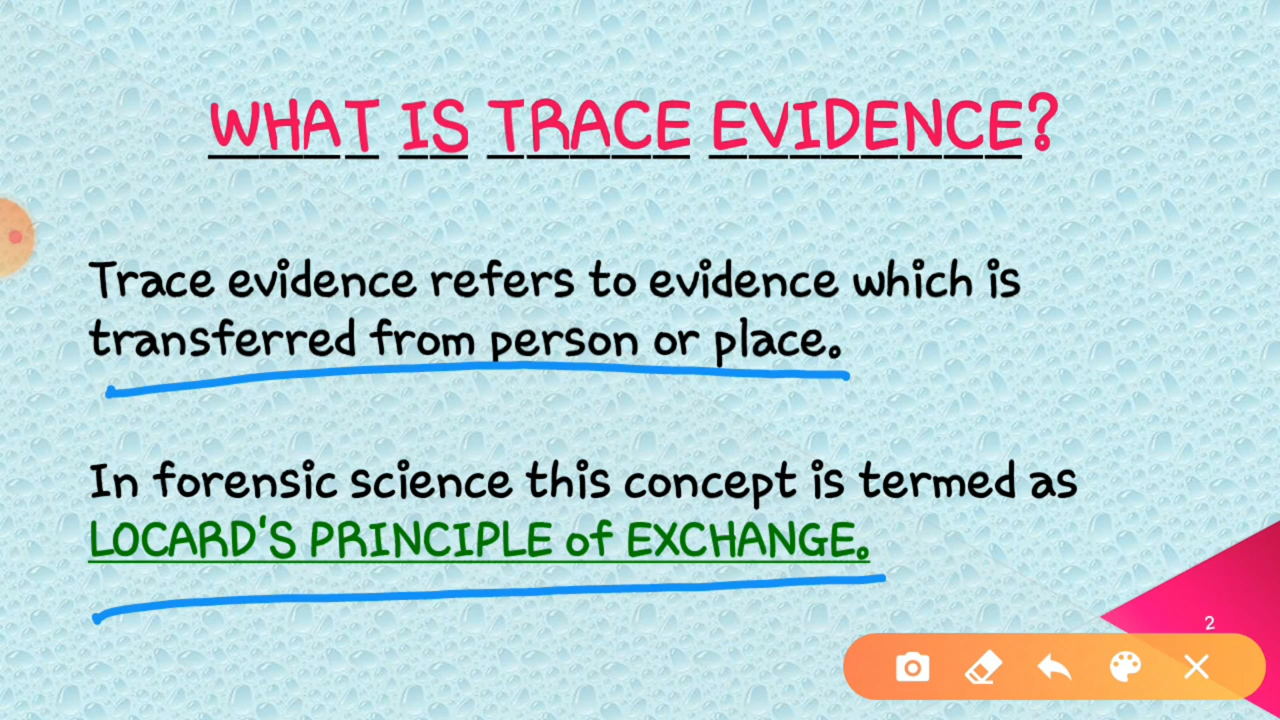 WHAT IS TRACE EVIDENCE?
Trace evidence refers to evidence which is
transferred from person or place.
In forensic science this concept is termed as
LOCARD'S PRINCIPLE of EXCHANGE.
2